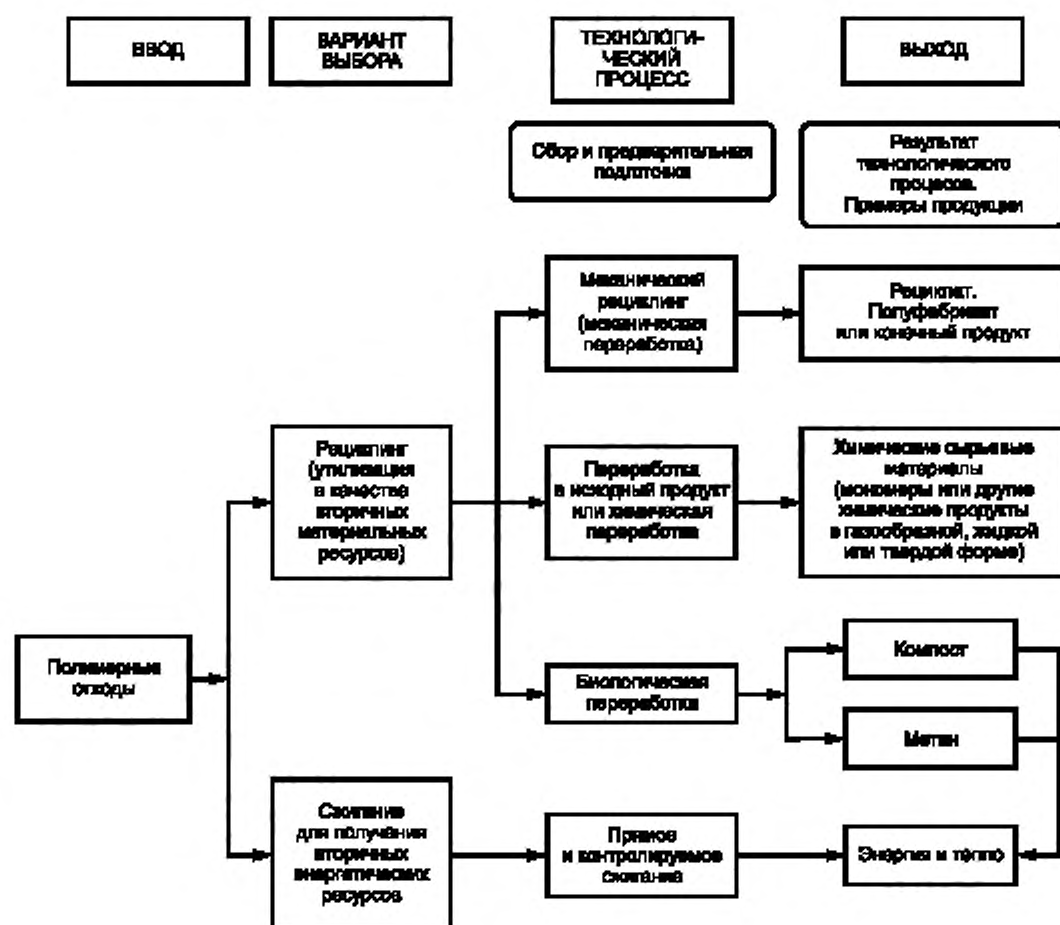 ВВОД
ВАРИАНТ
ВЫБОРА
ТЕХНОЛОГИ-
ЧЕСКИЙ
ПРОЦЕСС
ВЫХОД
Сбор и предварительная
подготовка
Результат
технологического
процесса.
Примеры продукции
Механический
рециклинг
(механическая
переработка)
Рециклат.
Полуфабрикат
или конечный продукт
Рециклинг
(утилизация
в качестве
вторичных
материальных
ресурсов)
Переработка
в исходный продукт
или химическая
переработка
Химические сырьевые
материалы
(мономеры или другие
химические продукты
в газообразной, жидкой
или твердой форме)
Полимерные
отходы
Биологическая
переработка
Компост
Метан
Сжигание
для получения
вторичных
энергетических
ресурсов
Прямое
и контролируемое
сжигание
Энергия и тепло